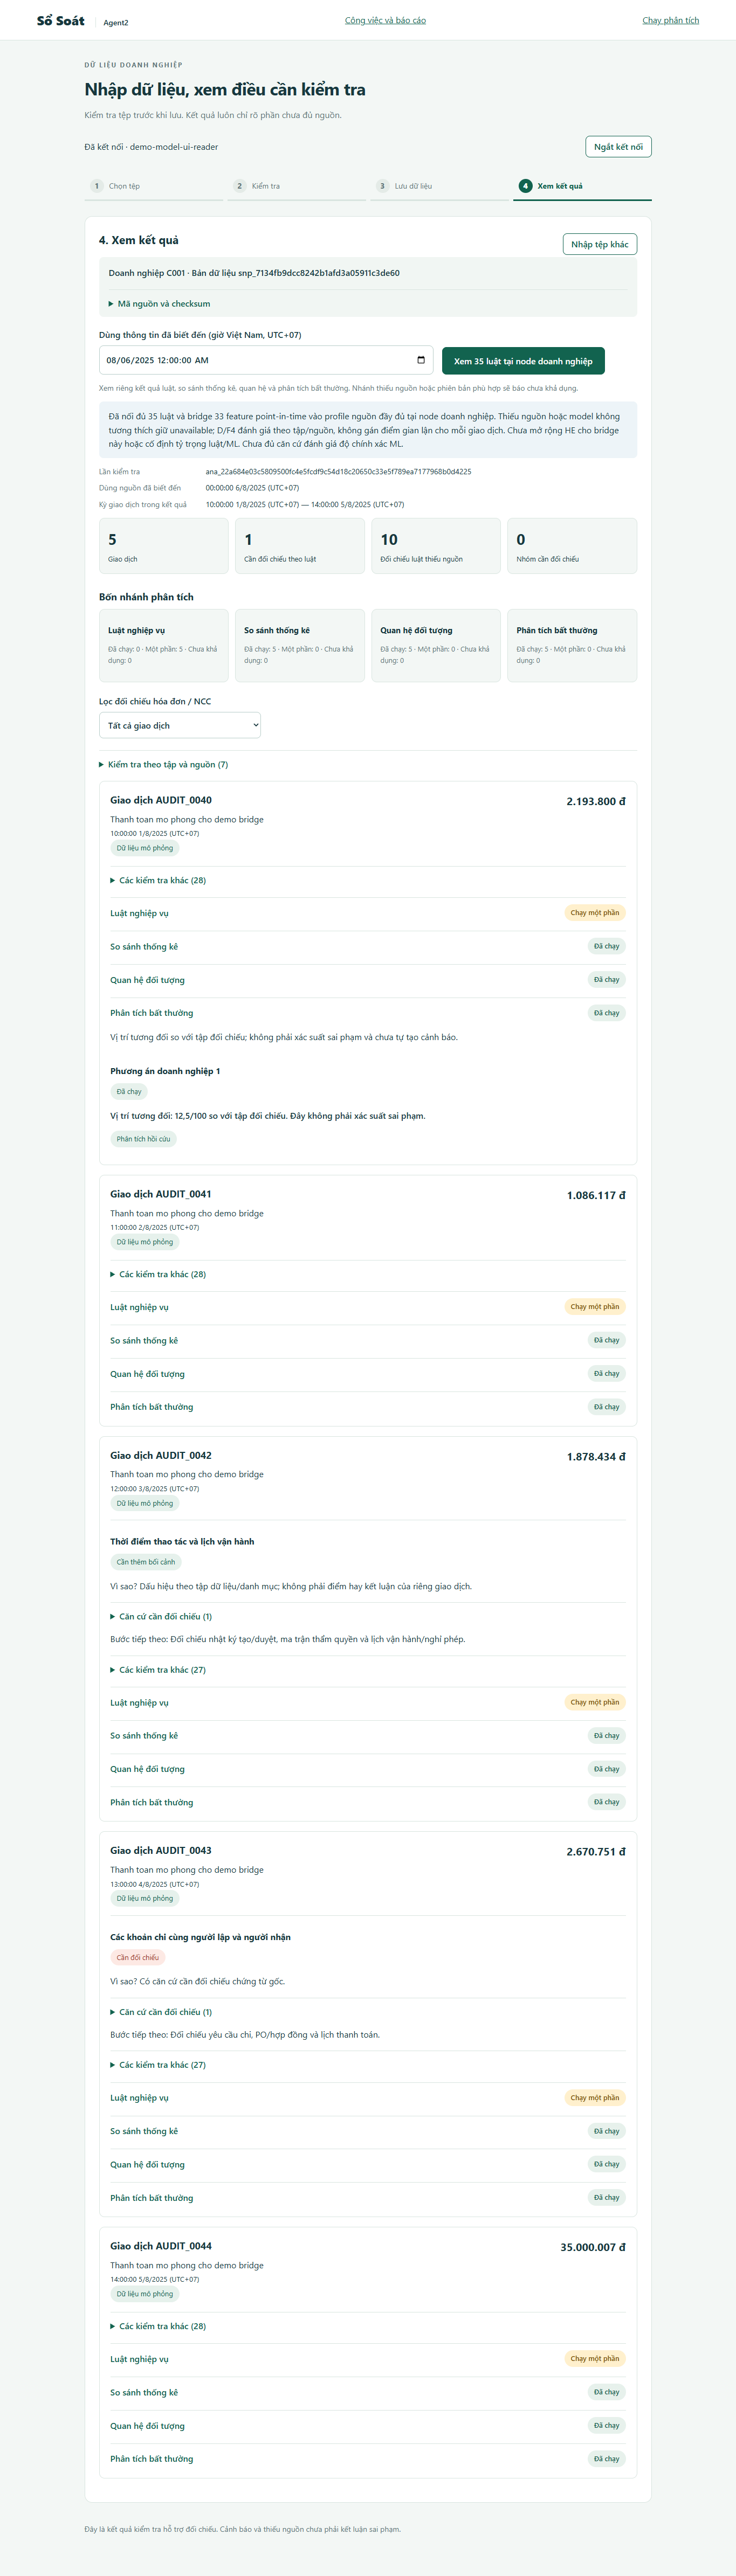 Sổ Soát
Agent2
Công việc và báo cáo
Chạy phân tích
DỮ LIỆU DOANH NGHIỆP
Nhập dữ liệu, xem điều cần kiểm tra
Kiểm tra tệp trước khi lưu. Kết quả luôn chỉ rõ phần chưa đủ nguồn.
Đã kết nối · demo-model-ui-reader
Ngắt kết nối
1 Chọn tệp
2 Kiểm tra
3 Lưu dữ liệu
4 Xem kết quả
4. Xem kết quả
Nhập tệp khác
Doanh nghiệp C001 · Bản dữ liệu snp_7134fb9dcc8242b1afd3a05911c3de60
Mã nguồn và checksum
Dùng thông tin đã biết đến (giờ Việt Nam, UTC+07)
08/06/2025 12:00:00 AM
Xem 35 luật tại node doanh nghiệp
Xem riêng kết quả luật, so sánh thống kê, quan hệ và phân tích bất thường. Nhánh thiếu nguồn hoặc phiên bản phù hợp sẽ báo chưa khả dụng.
Đã nối đủ 35 luật và bridge 33 feature point-in-time vào profile nguồn đầy đủ tại node doanh nghiệp. Thiếu nguồn hoặc model không
tương thích giữ unavailable; D/F4 đánh giá theo tập/nguồn, không gán điểm gian lận cho mỗi giao dịch. Chưa mở rộng HE cho bridge
này hoặc cố định tỷ trọng luật/ML. Chưa đủ căn cứ đánh giá độ chính xác ML.
Lần kiểm tra
ana_22a684e03c5809500fc4e5fcdf9c54d18c20650c33e5f789ea7177968b0d4225
Dùng nguồn đã biết đến
00:00:00 6/8/2025 (UTC+07)
Kỳ giao dịch trong kết quả
10:00:00 1/8/2025 (UTC+07) — 14:00:00 5/8/2025 (UTC+07)
5
Giao dịch
1
Cần đối chiếu theo luật
10
Đối chiếu luật thiếu nguồn
0
Nhóm cần đối chiếu
Bốn nhánh phân tích
Luật nghiệp vụ
Đã chạy: 0 · Một phần: 5 · Chưa khả
dụng: 0
So sánh thống kê
Đã chạy: 5 · Một phần: 0 · Chưa khả
dụng: 0
Quan hệ đối tượng
Đã chạy: 5 · Một phần: 0 · Chưa khả
dụng: 0
Phân tích bất thường
Đã chạy: 5 · Một phần: 0 · Chưa khả
dụng: 0
Lọc đối chiếu hóa đơn / NCC
Tất cả giao dịch
Kiểm tra theo tập và nguồn (7)
Giao dịch AUDIT_0040
2.193.800 đ
Thanh toan mo phong cho demo bridge
10:00:00 1/8/2025 (UTC+07)
Dữ liệu mô phỏng
Các kiểm tra khác (28)
Luật nghiệp vụ
Chạy một phần
So sánh thống kê
Đã chạy
Quan hệ đối tượng
Đã chạy
Phân tích bất thường
Đã chạy
Vị trí tương đối so với tập đối chiếu; không phải xác suất sai phạm và chưa tự tạo cảnh báo.
Phương án doanh nghiệp 1
Đã chạy
Vị trí tương đối: 12,5/100 so với tập đối chiếu. Đây không phải xác suất sai phạm.
Phân tích hồi cứu
Giao dịch AUDIT_0041
1.086.117 đ
Thanh toan mo phong cho demo bridge
11:00:00 2/8/2025 (UTC+07)
Dữ liệu mô phỏng
Các kiểm tra khác (28)
Luật nghiệp vụ
Chạy một phần
So sánh thống kê
Đã chạy
Quan hệ đối tượng
Đã chạy
Phân tích bất thường
Đã chạy
Giao dịch AUDIT_0042
1.878.434 đ
Thanh toan mo phong cho demo bridge
12:00:00 3/8/2025 (UTC+07)
Dữ liệu mô phỏng
Thời điểm thao tác và lịch vận hành
Cần thêm bối cảnh
Vì sao? Dấu hiệu theo tập dữ liệu/danh mục; không phải điểm hay kết luận của riêng giao dịch.
Căn cứ cần đối chiếu (1)
Bước tiếp theo: Đối chiếu nhật ký tạo/duyệt, ma trận thẩm quyền và lịch vận hành/nghỉ phép.
Các kiểm tra khác (27)
Luật nghiệp vụ
Chạy một phần
So sánh thống kê
Đã chạy
Quan hệ đối tượng
Đã chạy
Phân tích bất thường
Đã chạy
Giao dịch AUDIT_0043
2.670.751 đ
Thanh toan mo phong cho demo bridge
13:00:00 4/8/2025 (UTC+07)
Dữ liệu mô phỏng
Các khoản chi cùng người lập và người nhận
Cần đối chiếu
Vì sao? Có căn cứ cần đối chiếu chứng từ gốc.
Căn cứ cần đối chiếu (1)
Bước tiếp theo: Đối chiếu yêu cầu chi, PO/hợp đồng và lịch thanh toán.
Các kiểm tra khác (27)
Luật nghiệp vụ
Chạy một phần
So sánh thống kê
Đã chạy
Quan hệ đối tượng
Đã chạy
Phân tích bất thường
Đã chạy
Giao dịch AUDIT_0044
35.000.007 đ
Thanh toan mo phong cho demo bridge
14:00:00 5/8/2025 (UTC+07)
Dữ liệu mô phỏng
Các kiểm tra khác (28)
Luật nghiệp vụ
Chạy một phần
So sánh thống kê
Đã chạy
Quan hệ đối tượng
Đã chạy
Phân tích bất thường
Đã chạy
Đây là kết quả kiểm tra hỗ trợ đối chiếu. Cảnh báo và thiếu nguồn chưa phải kết luận sai phạm.